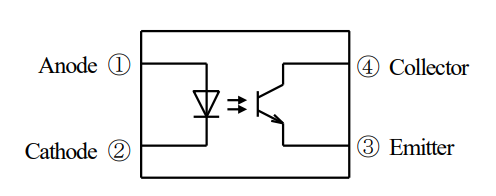 Anode ①
④ Collector
Cathode ②
③ Emitter